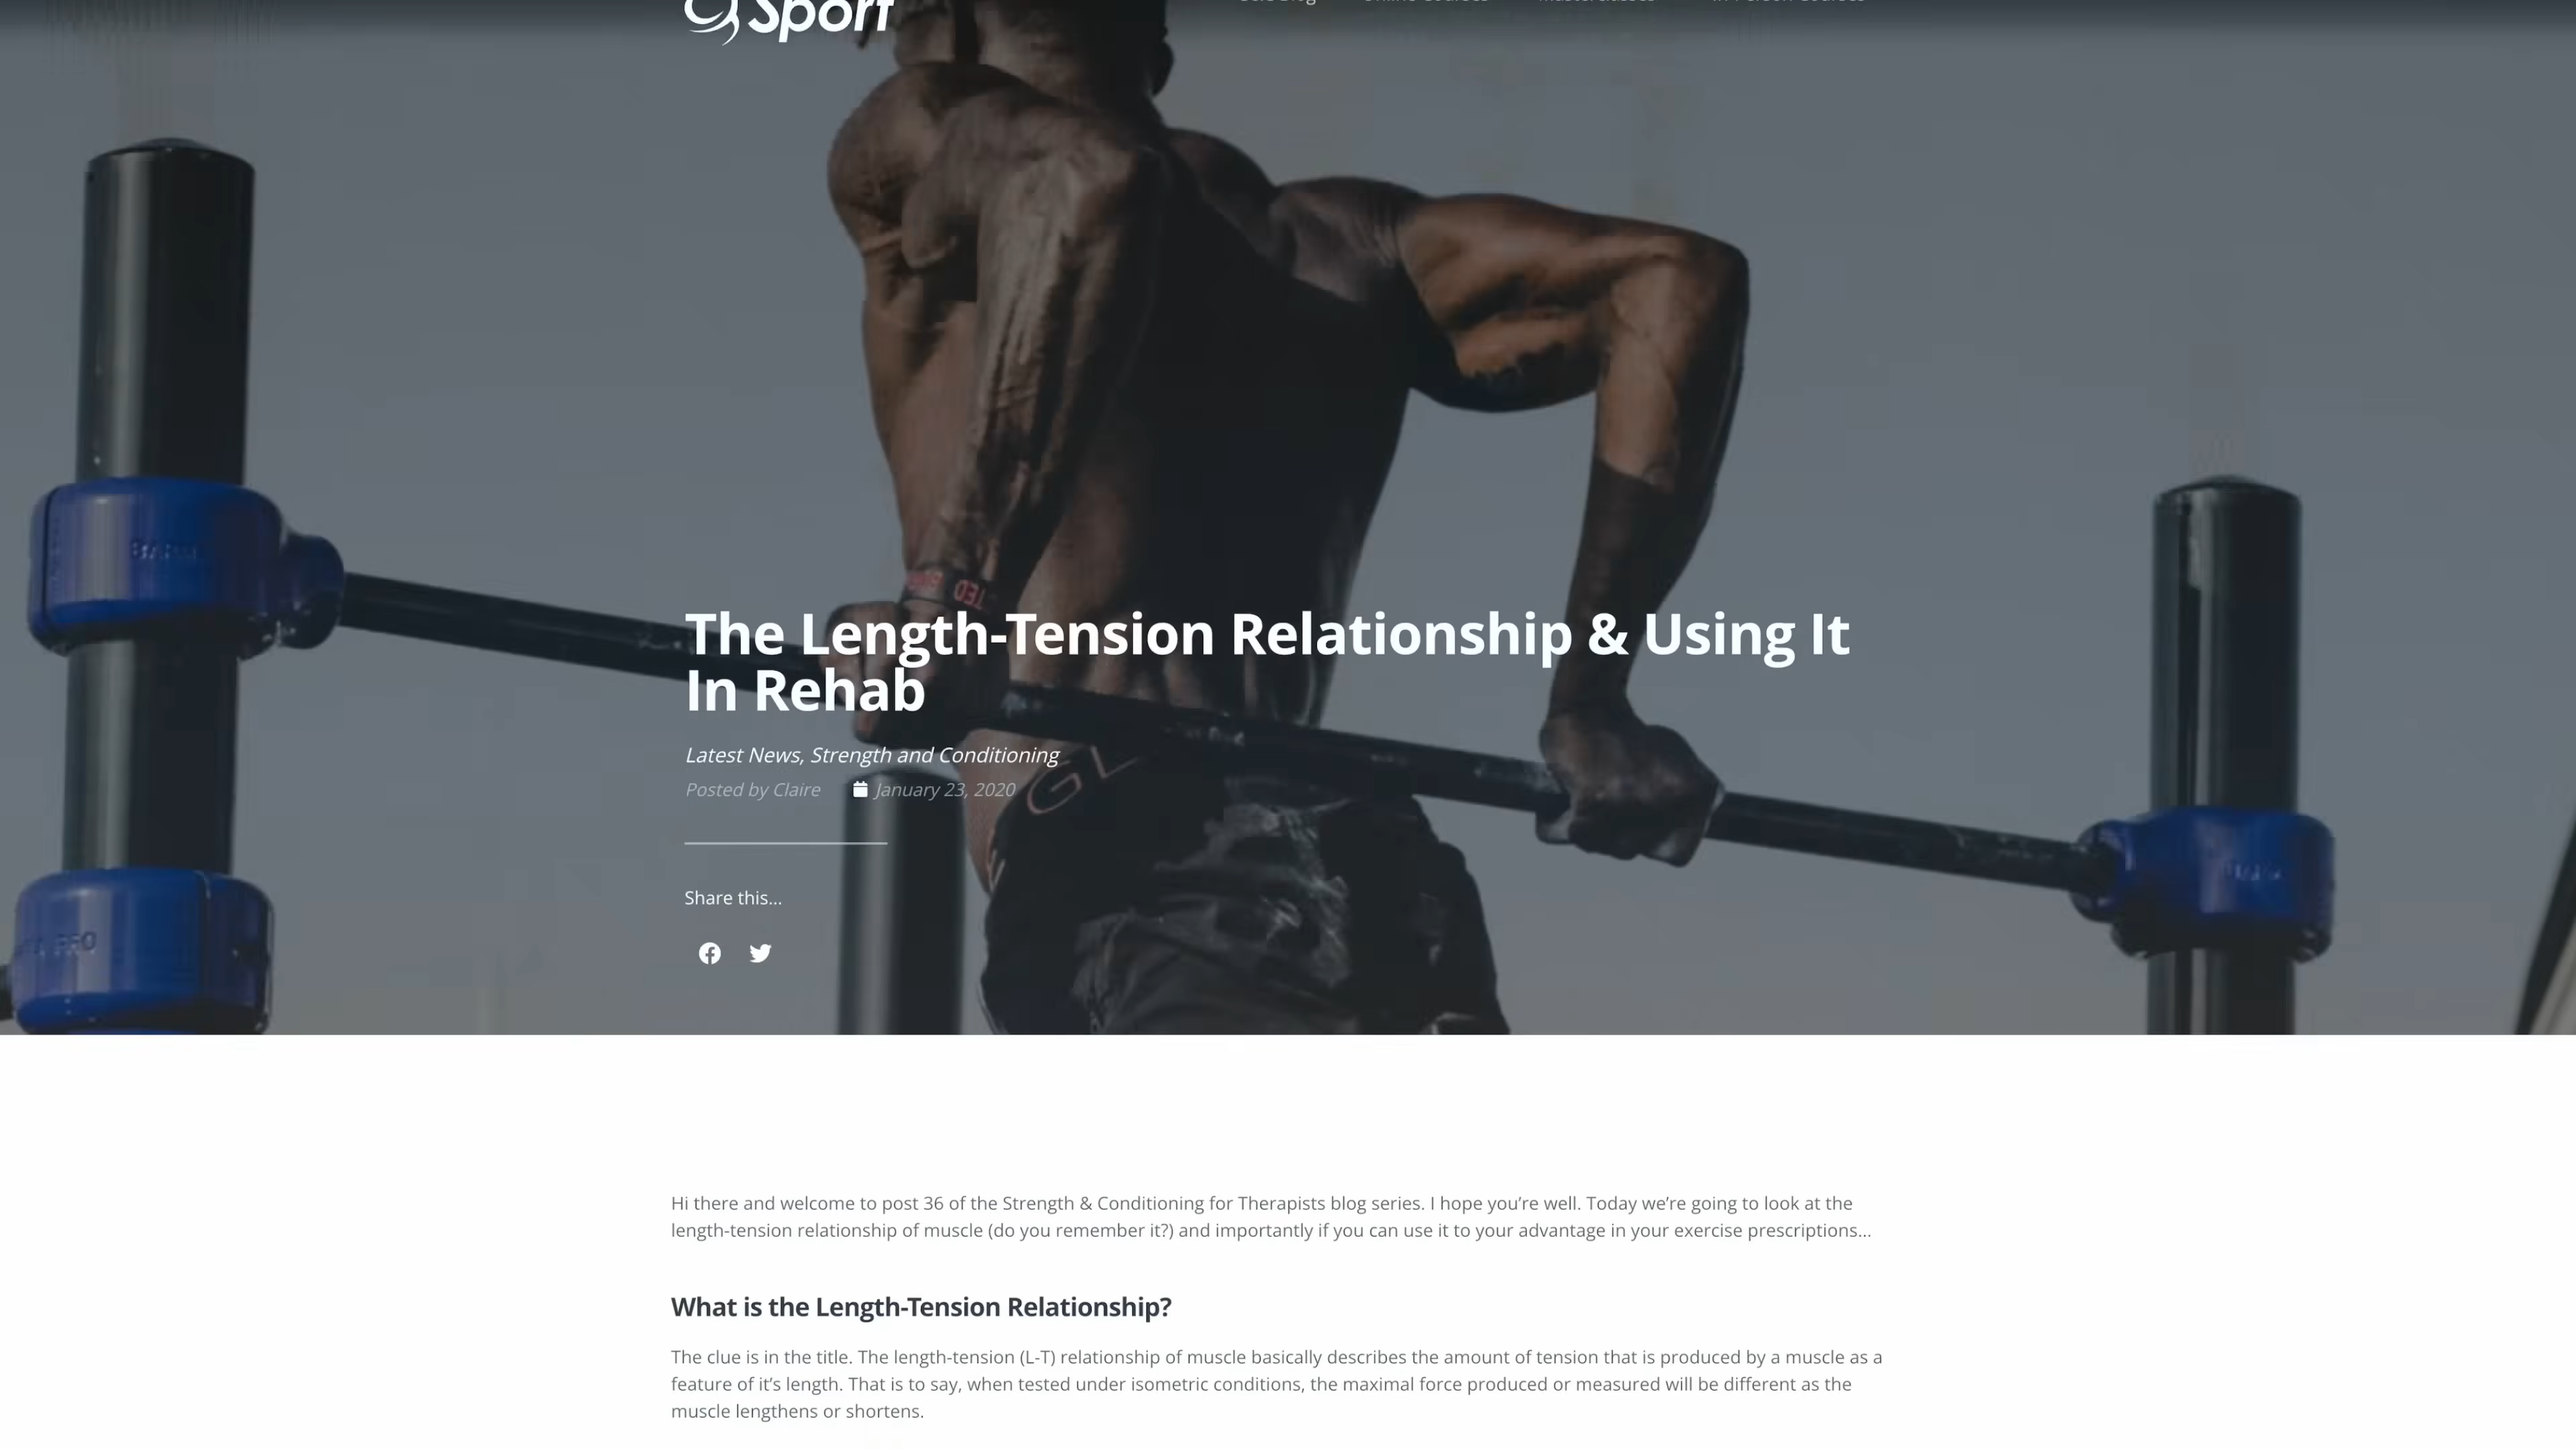 Sport
The Length-Tension Relationship & Using It
In Rehab
Latest News, Strength and Conditioning
Posted by Claire January 23, 2020
Share this...
Hi there and welcome to post 36 of the Strength & Conditioning for Therapists blog series. I hope you’re well. Today we’re going to look at the
length-tension relationship of muscle (do you remember it?) and importantly if you can use it to your advantage in your exercise prescriptions…
What is the Length-Tension Relationship?
The clue is in the title. The length-tension (L-T) relationship of muscle basically describes the amount of tension that is produced by a muscle as a
feature of it’s length. That is to say, when tested under isometric conditions, the maximal force produced or measured will be different as the
muscle lengthens or shortens.